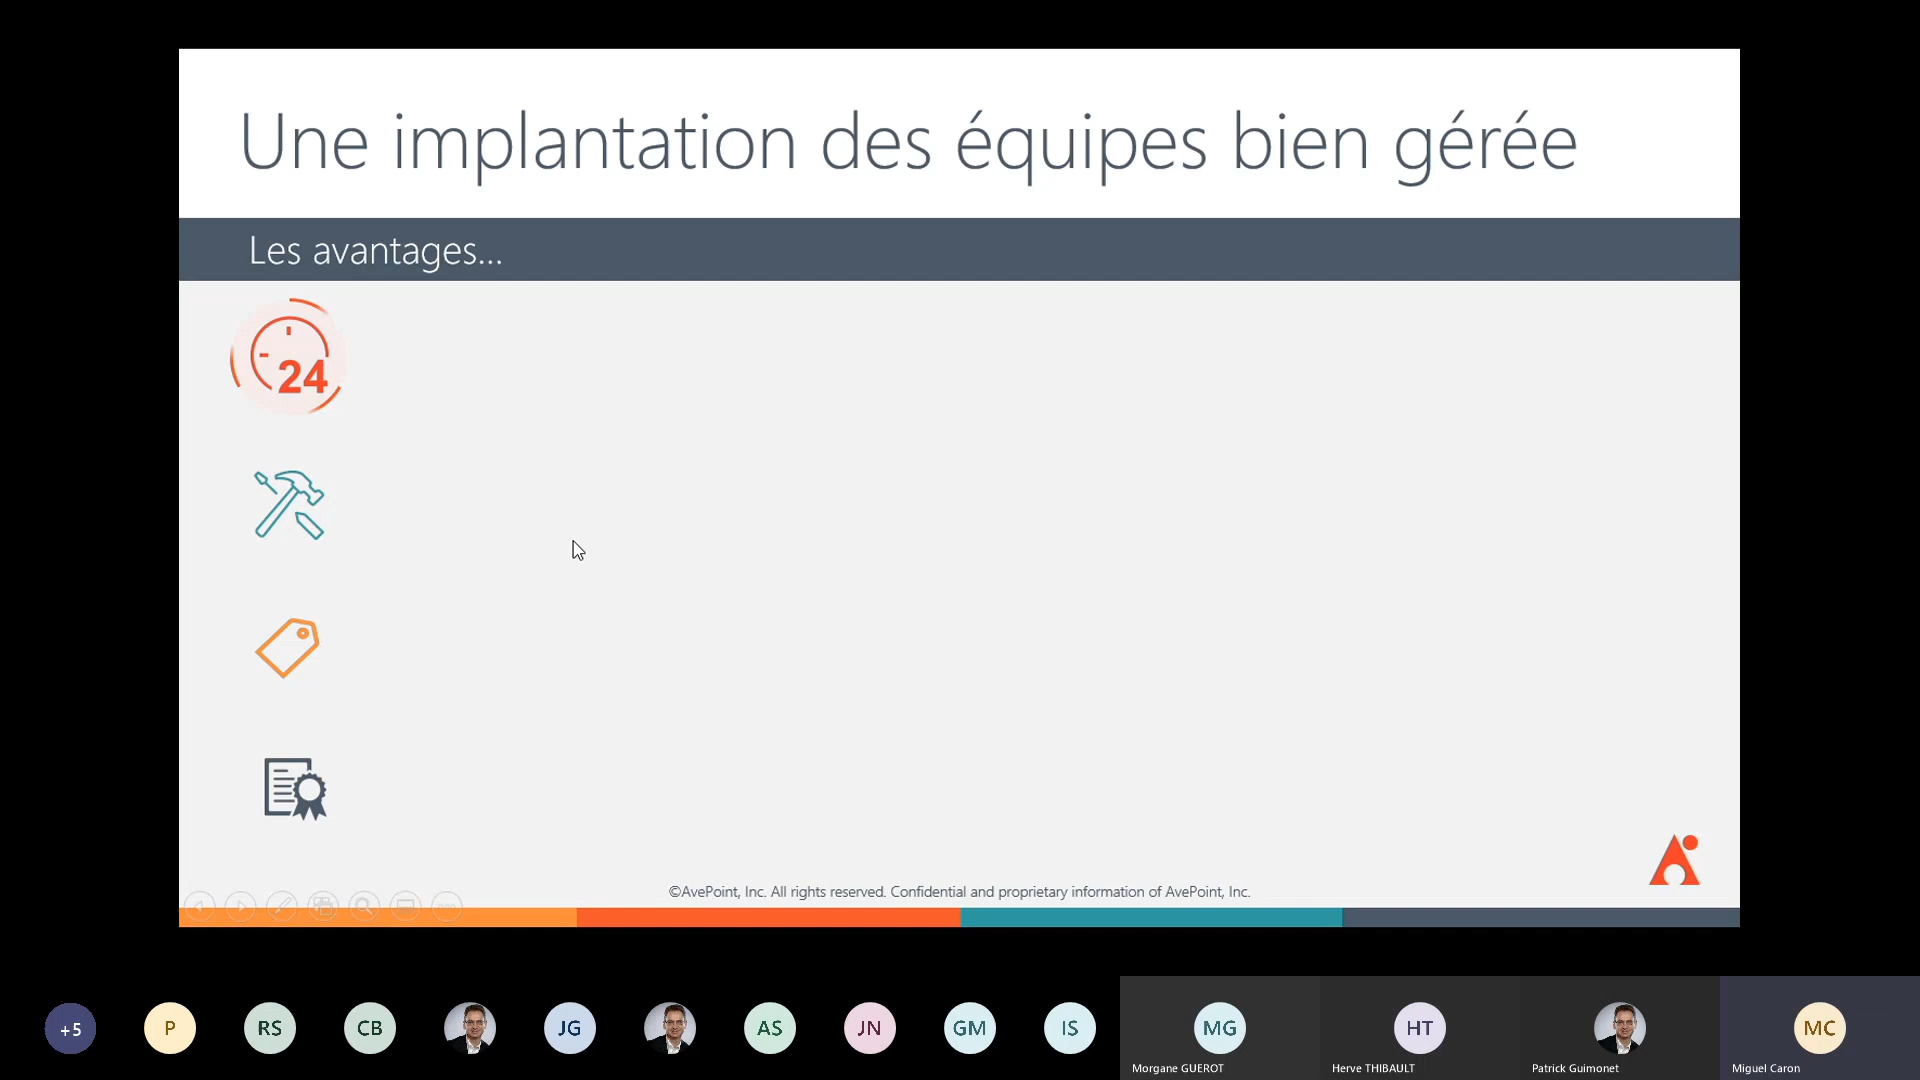 Une implantation des équipes bien gérée
Les avantages...
24
©AvePoint, Inc. All rights reserved. Confidential and proprietary information of AvePoint, Inc.
+5
P
RS
CB
JG
AS
JN
GM
IS
MG
HT
MC
Morgane GUEROT
Herve THIBAULT
Patrick Guimonet
Miguel Caron